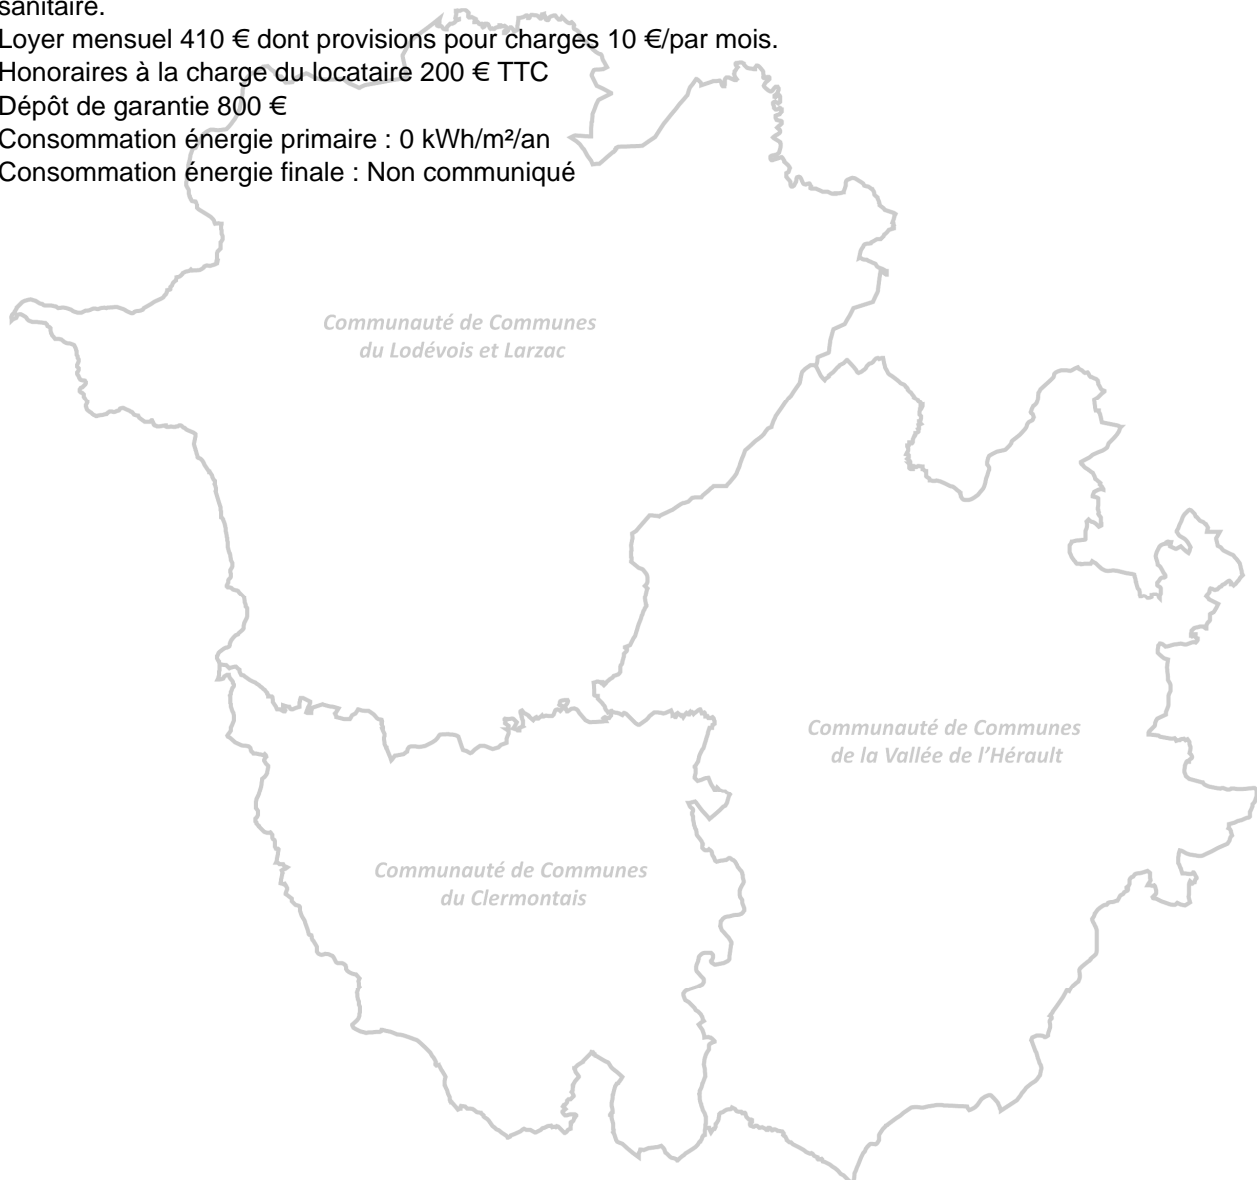 sanitaire.
Loyer mensuel 410 € dont provisions pour charges 10 €/par mois.
Honoraires à la charge du locataire 200 € TTC
Dépôt de garantie 800 €
Consommation énergie primaire : 0 kWh/m²/an
Consommation énergie finale : Non communiqué
Communauté de Communes
du Lodévois et Larzac
Communauté de Communes
de la Vallée de l'Hérault
Communauté de Communes
du Clermontais